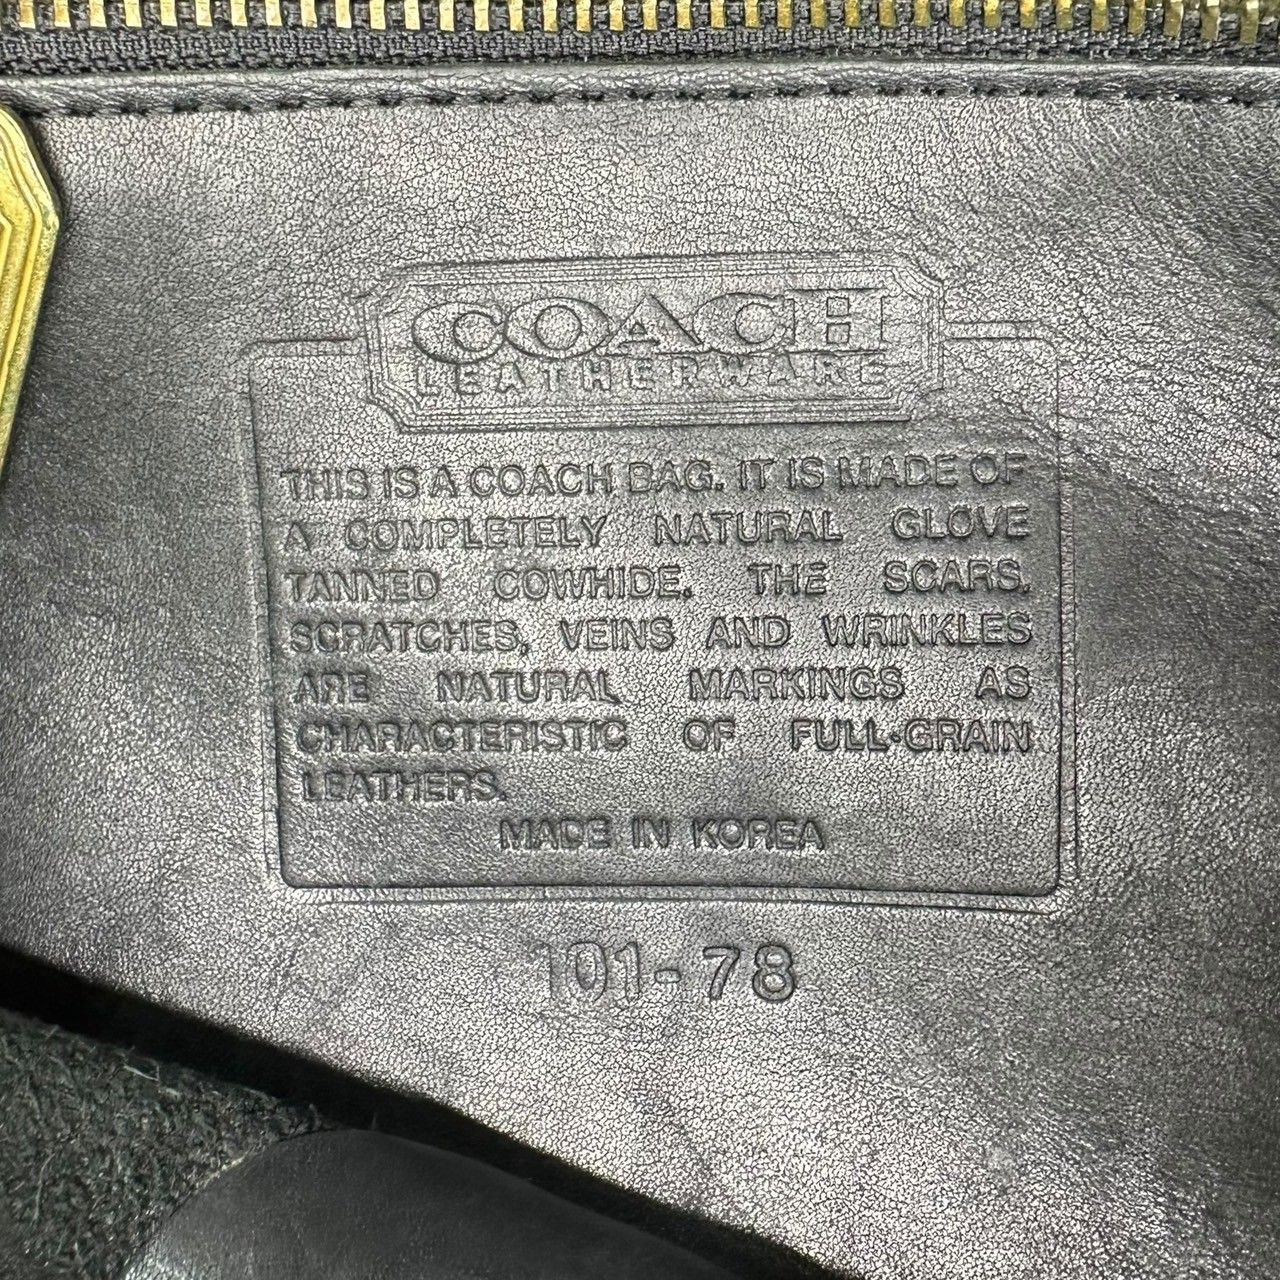 COACH
LEATHERWARE
THIS IS A COACH BAG. IT IS MADE OF
A COMPLETELY NATURAL GLOVE
TANNED COWHIDE. THE SCARS,
SCRATCHES, VEINS AND WRINKLES
ARE NATURAL MARKINGS AS
CHARACTERISTIC OF FULL-GRAIN
LEATHERS.
MADE IN KOREA
101-78